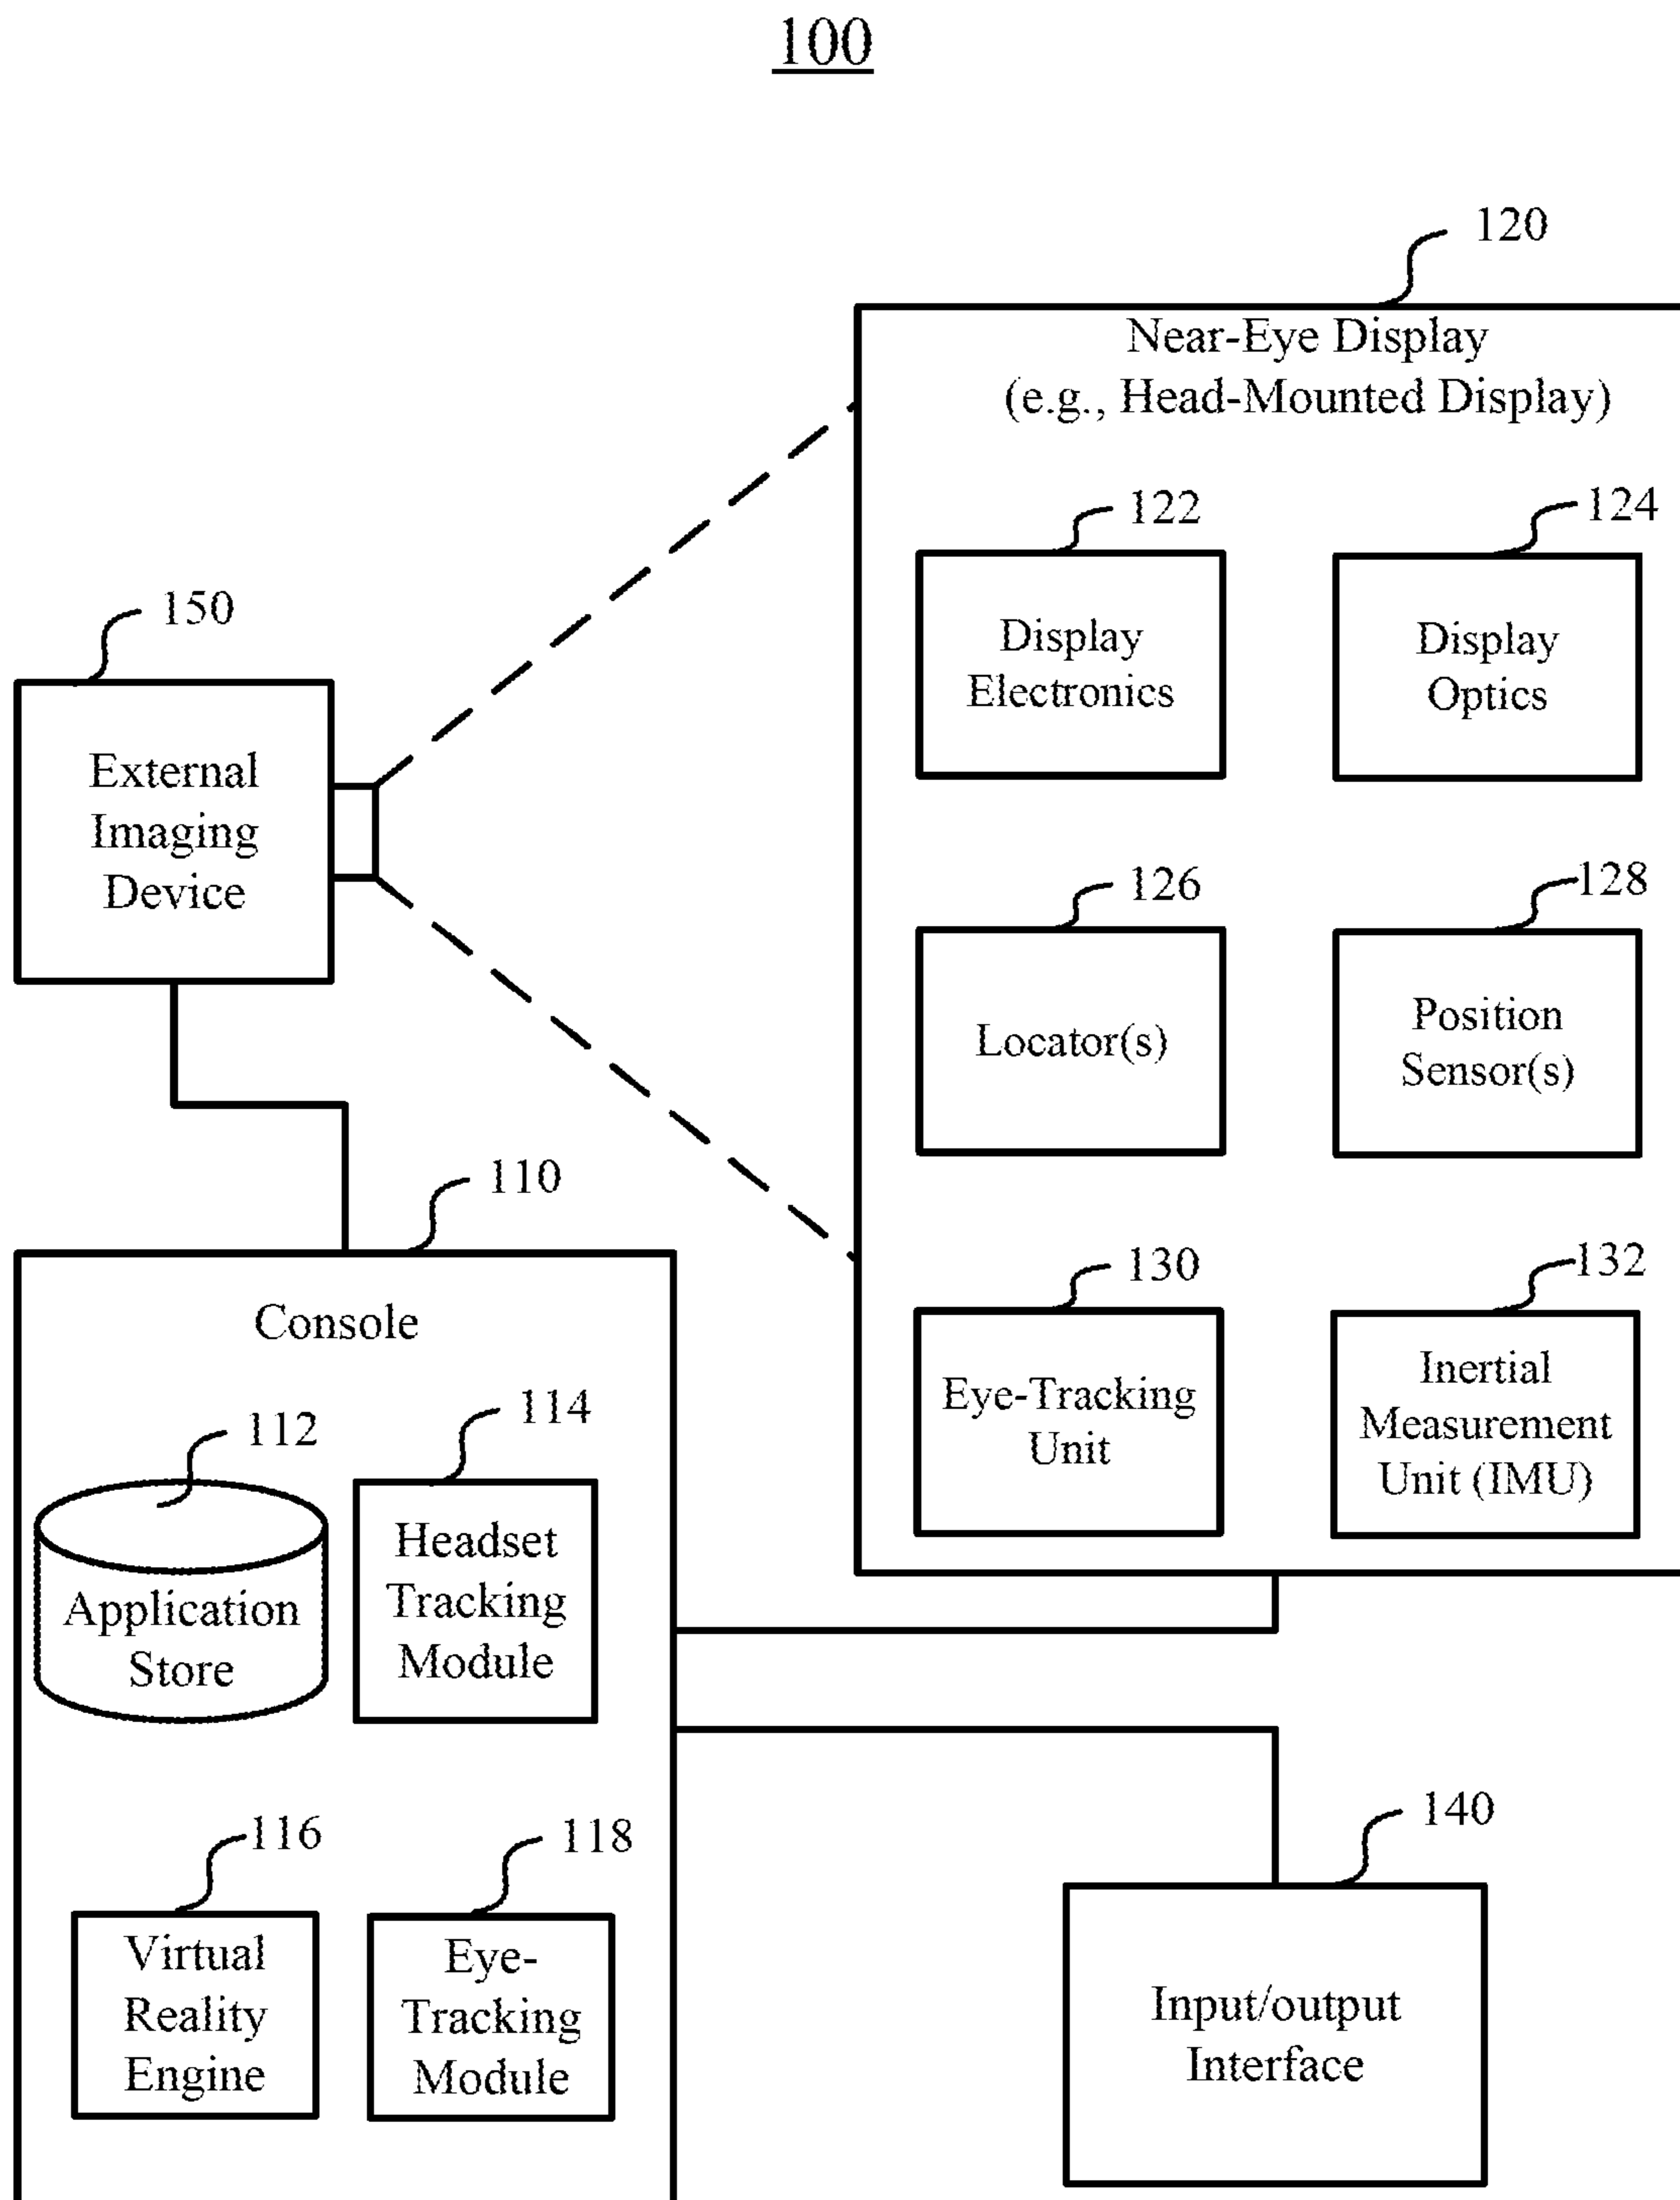 100
120
Near-Eye Display
(e.g., Head-Mounted Display)
122
Display
Electronics
124
Display
Optics
150
External
Imaging
Device
126
Locator(s)
128
Position
Sensor(s)
110
Console
130
Eye-Tracking
Unit
132
Inertial
Measurement
Unit (IMU)
112
Application
Store
114
Headset
Tracking
Module
116
Virtual
Reality
Engine
118
Eye-
Tracking
Module
140
Input/output
Interface